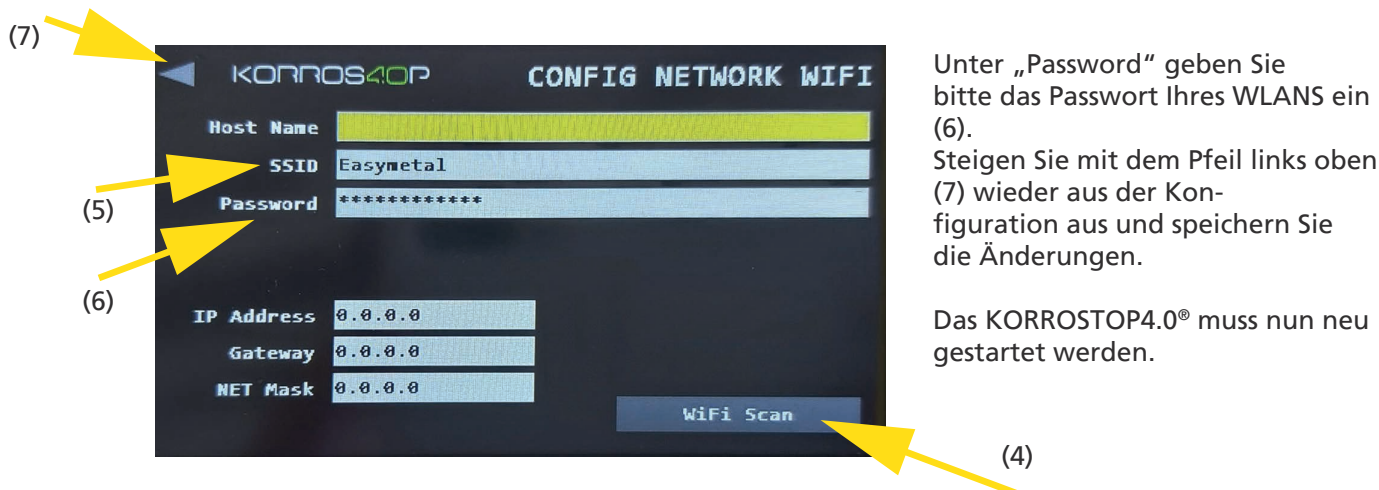 (7)
KORROS4.0P CONFIG NETWORK WIFI
Host Name
SSID Easymetal
(5)
Password ************
(6)
IP Address 0.0.0.0
Gateway 0.0.0.0
NET Mask 0.0.0.0
WiFi Scan
(4)
Unter „Password" geben Sie
bitte das Passwort Ihres WLANS ein
(6).
Steigen Sie mit dem Pfeil links oben
(7) wieder aus der Kon-
figuration aus und speichern Sie
die Änderungen.
Das KORROSTOP4.0® muss nun neu
gestartet werden.